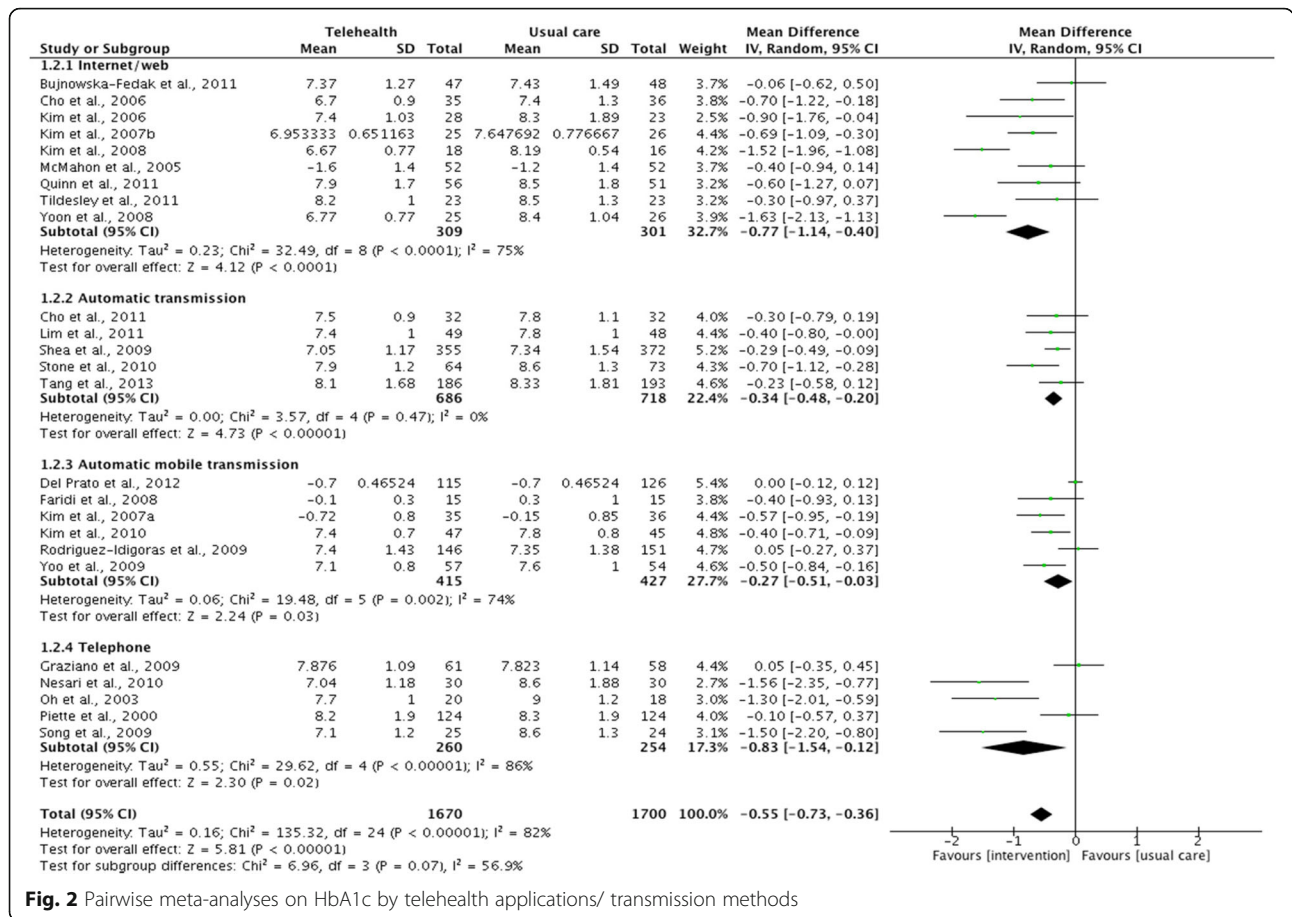 Telehealth Usual care Mean Difference Mean Difference
Study or Subgroup Mean SD Total Mean SD Total Weight IV, Random, 95% CI IV, Random, 95% CI
1.2.1 Internet/web
Bujnowska-Fedak et al., 2011 7.37 1.27 47 7.43 1.49 48 3.7% -0.06 [-0.62, 0.50]
Cho et al., 2006 6.7 0.9 35 7.4 1.3 36 3.8% -0.70 [-1.22, -0.18]
Kim et al., 2006 7.4 1.03 28 8.3 1.89 23 2.5% -0.90 [-1.76, -0.04]
Kim et al., 2007b 6.953333 0.651163 25 7.647692 0.776667 26 4.4% -0.69 [-1.09, -0.30]
Kim et al., 2008 6.67 0.77 18 8.19 0.54 16 4.2% -1.52 [-1.96, -1.08]
McMahon et al., 2005 -1.6 1.4 52 -1.2 1.4 52 3.7% -0.40 [-0.94, 0.14]
Quinn et al., 2011 7.9 1.7 56 8.5 1.8 51 3.2% -0.60 [-1.27, 0.07]
Tildesley et al., 2011 8.2 1 23 8.5 1.3 23 3.2% -0.30 [-0.97, 0.37]
Yoon et al., 2008 6.77 0.77 25 8.4 1.04 26 3.9% -1.63 [-2.13, -1.13]
Subtotal (95% CI) 309 301 32.7% -0.77 [-1.14, -0.40]
Heterogeneity: Tau² = 0.23; Chi² = 32.49, df = 8 (P < 0.0001); I² = 75%
Test for overall effect: Z = 4.12 (P < 0.0001)
1.2.2 Automatic transmission
Cho et al., 2011 7.5 0.9 32 7.8 1.1 32 4.0% -0.30 [-0.79, 0.19]
Lim et al., 2011 7.4 1 49 7.8 1 48 4.4% -0.40 [-0.80, -0.00]
Shea et al., 2009 7.05 1.17 355 7.34 1.54 372 5.2% -0.29 [-0.49, -0.09]
Stone et al., 2010 7.9 1.2 64 8.6 1.3 73 4.3% -0.70 [-1.12, -0.28]
Tang et al., 2013 8.1 1.68 186 8.33 1.81 193 4.6% -0.23 [-0.58, 0.12]
Subtotal (95% CI) 686 718 22.4% -0.34 [-0.48, -0.20]
Heterogeneity: Tau² = 0.00; Chi² = 3.57, df = 4 (P = 0.47); I² = 0%
Test for overall effect: Z = 4.73 (P < 0.00001)
1.2.3 Automatic mobile transmission
Del Prato et al., 2012 -0.7 0.46524 115 -0.7 0.46524 126 5.4% 0.00 [-0.12, 0.12]
Faridi et al., 2008 -0.1 0.3 15 0.3 1 15 3.8% -0.40 [-0.93, 0.13]
Kim et al., 2007a -0.72 0.8 35 -0.15 0.85 36 4.4% -0.57 [-0.95, -0.19]
Kim et al., 2010 7.4 0.7 47 7.8 0.8 45 4.8% -0.40 [-0.71, -0.09]
Rodriguez-Idigoras et al., 2009 7.4 1.43 146 7.35 1.38 151 4.7% 0.05 [-0.27, 0.37]
Yoo et al., 2009 7.1 0.8 57 7.6 1 54 4.6% -0.50 [-0.84, -0.16]
Subtotal (95% CI) 415 427 27.7% -0.27 [-0.51, -0.03]
Heterogeneity: Tau² = 0.06; Chi² = 19.48, df = 5 (P = 0.002); I² = 74%
Test for overall effect: Z = 2.24 (P = 0.03)
1.2.4 Telephone
Graziano et al., 2009 7.876 1.09 61 7.823 1.14 58 4.4% 0.05 [-0.35, 0.45]
Nesari et al., 2010 7.04 1.18 30 8.6 1.88 30 2.7% -1.56 [-2.35, -0.77]
Oh et al., 2003 7.7 1 20 9 1.2 18 3.0% -1.30 [-2.01, -0.59]
Piette et al., 2000 8.2 1.9 124 8.3 1.9 124 4.0% -0.10 [-0.57, 0.37]
Song et al., 2009 7.1 1.2 25 8.6 1.3 24 3.1% -1.50 [-2.20, -0.80]
Subtotal (95% CI) 260 254 17.3% -0.83 [-1.54, -0.12]
Heterogeneity: Tau² = 0.55; Chi² = 29.62, df = 4 (P < 0.00001); I² = 86%
Test for overall effect: Z = 2.30 (P = 0.02)
Total (95% CI) 1670 1700 100.0% -0.55 [-0.73, -0.36]
Heterogeneity: Tau² = 0.16; Chi² = 135.32, df = 24 (P < 0.00001); I² = 82%
Test for overall effect: Z = 5.81 (P < 0.00001)
Test for subgroup differences: Chi² = 6.96, df = 3 (P = 0.07), I² = 56.9%
-2 -1 0 1 2
Favours [intervention] Favours [usual care]
Fig. 2 Pairwise meta-analyses on HbA1c by telehealth applications/ transmission methods